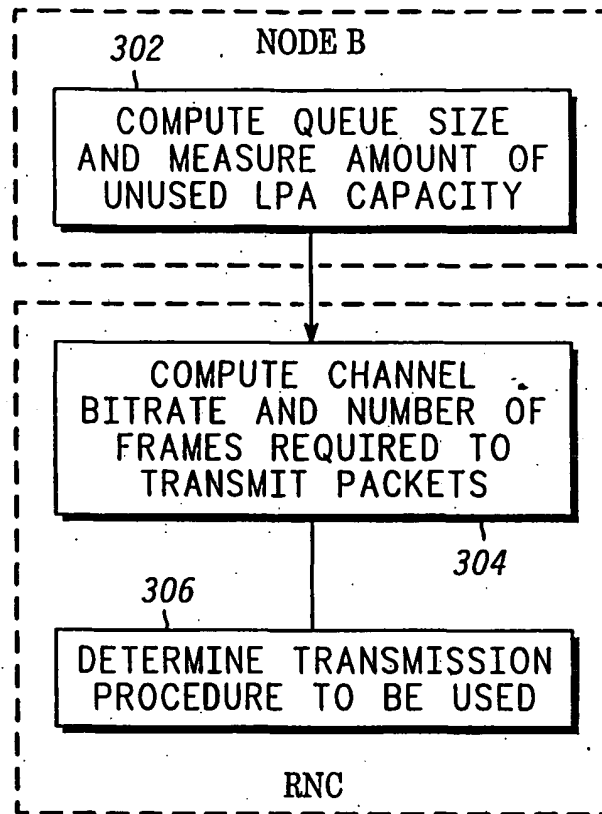 NODE B
302
COMPUTE QUEUE SIZE
AND MEASURE AMOUNT OF
UNUSED LPA CAPACITY
COMPUTE CHANNEL
BITRATE AND NUMBER OF
FRAMES REQUIRED TO
TRANSMIT PACKETS
304
306
DETERMINE TRANSMISSION
PROCEDURE TO BE USED
RNC